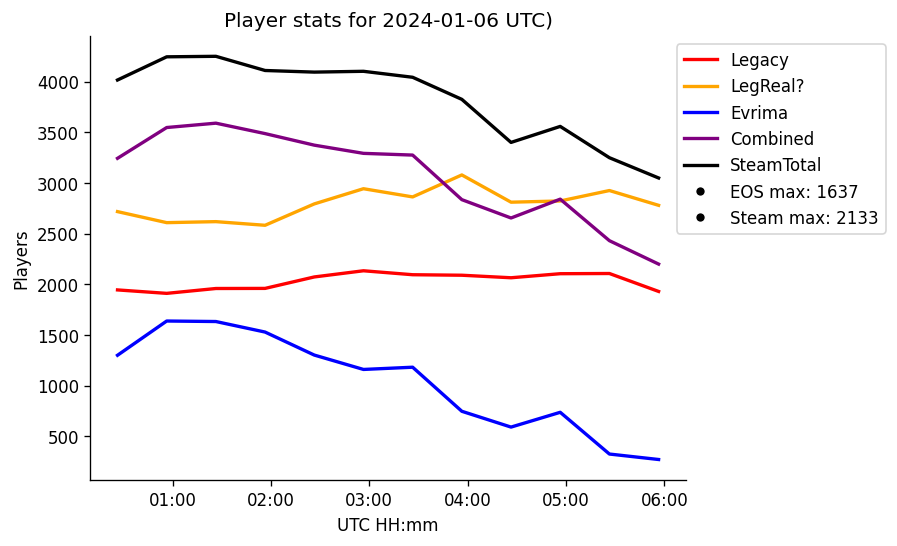 Player stats for 2024-01-06 UTC)
Legacy
LegReal?
Evrima
Combined
SteamTotal
EOS max: 1637
Steam max: 2133
Players
4000
3500
3000
2500
2000
1500
1000
500
01:00 02:00 03:00 04:00 05:00 06:00
UTC HH:mm